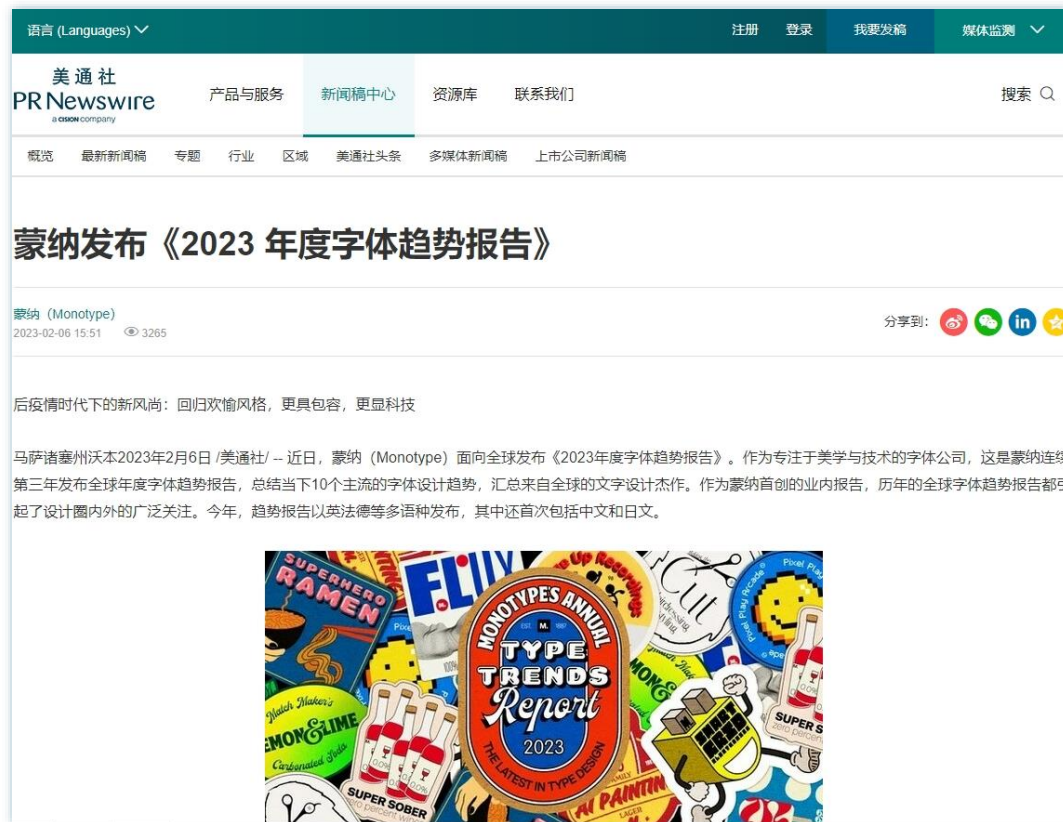 语言 (Languages)
注册 登录 我要发稿 媒体监测
美通社
PR Newswire
a CISION company
产品与服务 新闻稿中心 资源库 联系我们 搜索
概览 最新新闻稿 专题 行业 区域 美通社头条 多媒体新闻稿 上市公司新闻稿
蒙纳发布《2023 年度字体趋势报告》
蒙纳（Monotype）
2023-02-06 15:51 3265
分享到:
后疫情时代下的新风尚：回归欢愉风格，更具包容，更显科技
马萨诸塞州沃本2023年2月6日 /美通社/ -- 近日，蒙纳（Monotype）面向全球发布《2023年度字体趋势报告》。作为专注于美学与技术的字体公司，这是蒙纳连续
第三年发布全球年度字体趋势报告，总结当下10个主流的字体设计趋势，汇总来自全球的文字设计杰作。作为蒙纳首创的业内报告，历年的全球字体趋势报告都引
起了设计圈内外的广泛关注。今年，趋势报告以英法德等多语种发布，其中还首次包括中文和日文。
SUPERHERO
RAMEN
Cut
Pixel Play Arcade
MONOTYPE'S ANNUAL
EST. M. 1887
TYPE
TRENDS
Report
2023
THE LATEST IN TYPE DESIGN
Match Maker's
LEMON & LIME
Carbonated Soda
SUPER SOBER
zero percent wine
SUPER S
zero percent
AI PAINTIN
LAGER